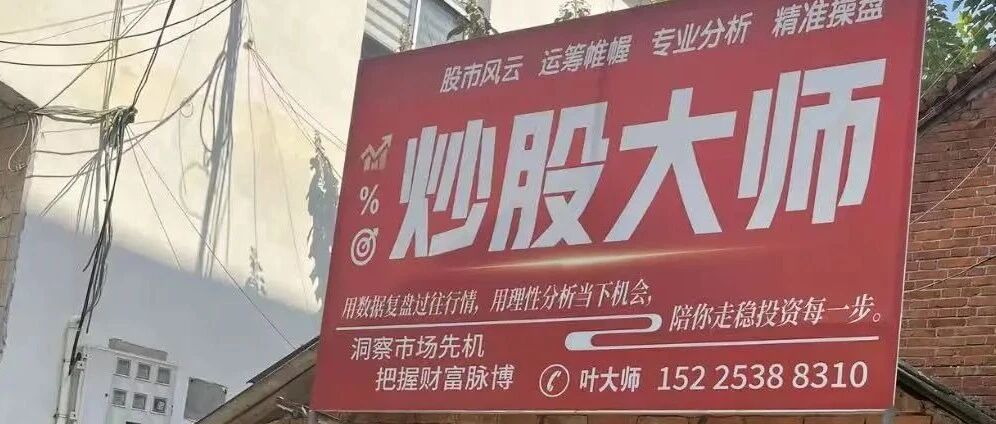 股市风云 运筹帷幄 专业分析 精准操盘
炒股大师
%
用数据复盘过往行情,用理性分析当下机会,
陪你走稳投资每一步。
洞察市场先机
把握财富脉博
叶大师 152 2538 8310